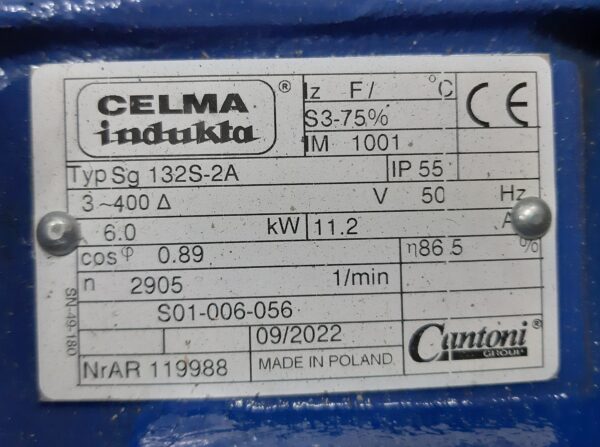 CELMA ®
indukta
Iz F/ °C
S3-75%
IM 1001
CE
Typ Sg 132S-2A IP 55
3~400 Δ V 50 Hz
6.0 kW 11.2 A
cos φ 0.89 η86.5 %
n 2905 1/min
S01-006-056
09/2022
NrAR 119988 MADE IN POLAND
Cantoni ®
GROUP
SN-49-180